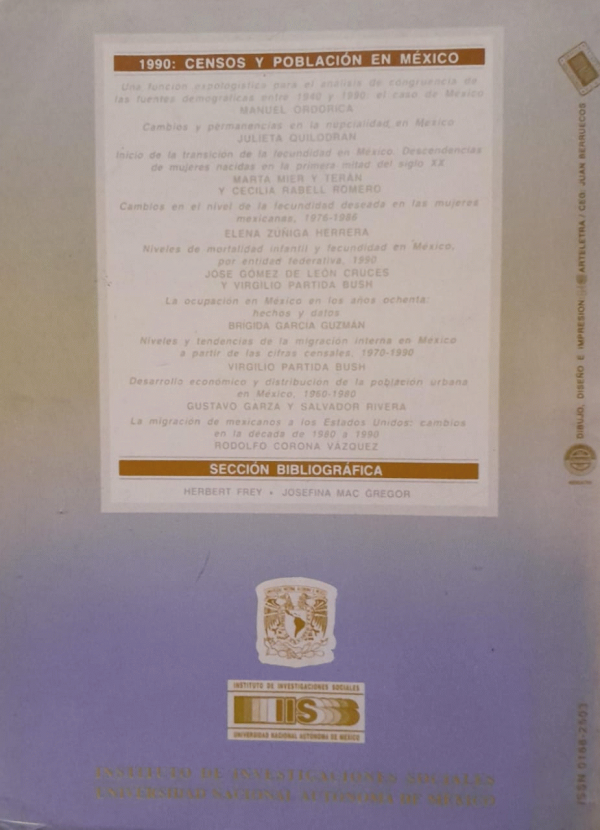 1990: CENSOS Y POBLACIÓN EN MÉXICO
Una función expologística para el análisis de congruencia de
las fuentes demográficas entre 1940 y 1990: el caso de México
MANUEL ORDORICA
Cambios y permanencias en la nupcialidad en México
JULIETA QUILODRÁN
Inicio de la transición de la fecundidad en México. Descendencias
de mujeres nacidas en la primera mitad del siglo XX
MARTA MIER Y TERÁN
Y CECILIA RABELL ROMERO
Cambios en el nivel de la fecundidad deseada en las mujeres
mexicanas, 1976-1986
ELENA ZÚÑIGA HERRERA
Niveles de mortalidad infantil y fecundidad en México,
por entidad federativa, 1990
JOSÉ GÓMEZ DE LEÓN CRUCES
Y VIRGILIO PARTIDA BUSH
La ocupación en México en los años ochenta:
hechos y datos
BRÍGIDA GARCÍA GUZMÁN
Niveles y tendencias de la migración interna en México
a partir de las cifras censales, 1970-1990
VIRGILIO PARTIDA BUSH
Desarrollo económico y distribución de la población urbana
en México, 1960-1980
GUSTAVO GARZA Y SALVADOR RIVERA
La migración de mexicanos a los Estados Unidos: cambios
en la década de 1980 a 1990
RODOLFO CORONA VÁZQUEZ
SECCIÓN BIBLIOGRÁFICA
HERBERT FREY • JOSEFINA MAC GREGOR
INSTITUTO DE INVESTIGACIONES SOCIALES
IIS
UNIVERSIDAD NACIONAL AUTÓNOMA DE MÉXICO
INSTITUTO DE INVESTIGACIONES SOCIALES
UNIVERSIDAD NACIONAL AUTÓNOMA DE MÉXICO
DIBUJO, DISEÑO E IMPRESION ARTELETRA / CEO: JUAN BERRUECOS
ISSN 0188-2503